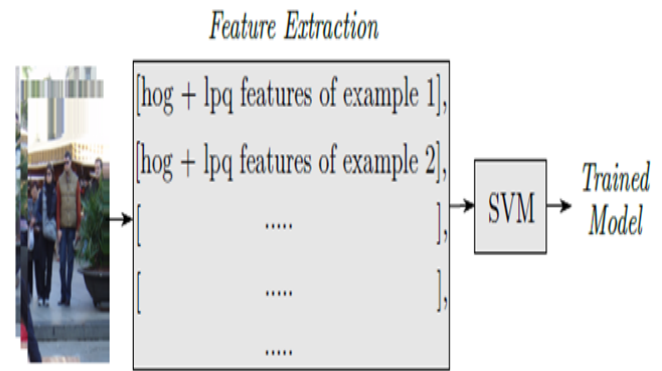 Feature Extraction
[hog + lpq features of example 1],
[hog + lpq features of example 2],
[ ..... ],
[ ..... ],
.....
SVM
Trained
Model